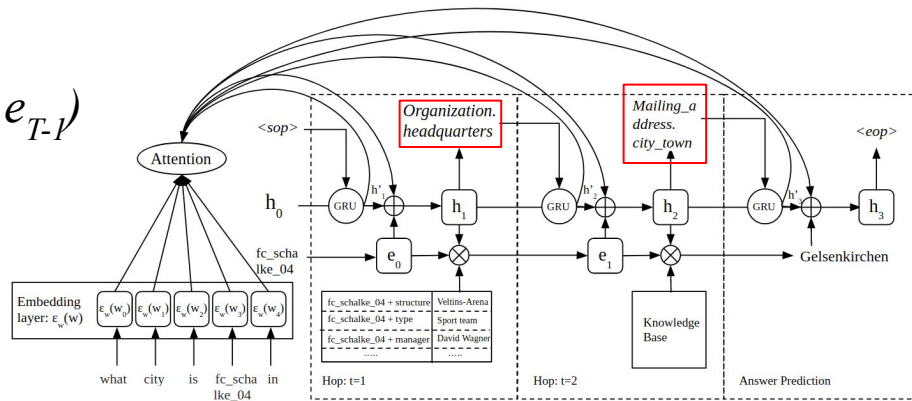 e_{T-1})
Attention
<sop>
Organization.
headquarters
Mailing_a
ddress.
city_town
<eop>
h_0
GRU
h'_1
h_1
GRU
h'_2
h_2
GRU
h'_3
h_3
fc_scha
lke_04
e_0
e_1
Gelsenkirchen
Embedding
layer: ε_w(w)
ε_w(w_0)
ε_w(w_1)
ε_w(w_2)
ε_w(w_3)
ε_w(w_4)
fc_schalke_04 + structure
Veltins-Arena
fc_schalke_04 + type
Sport team
fc_schalke_04 + manager
David Wagner
.....
.....
Knowledge
Base
what
city
is
fc_scha
lke_04
in
Hop: t=1
Hop: t=2
Answer Prediction